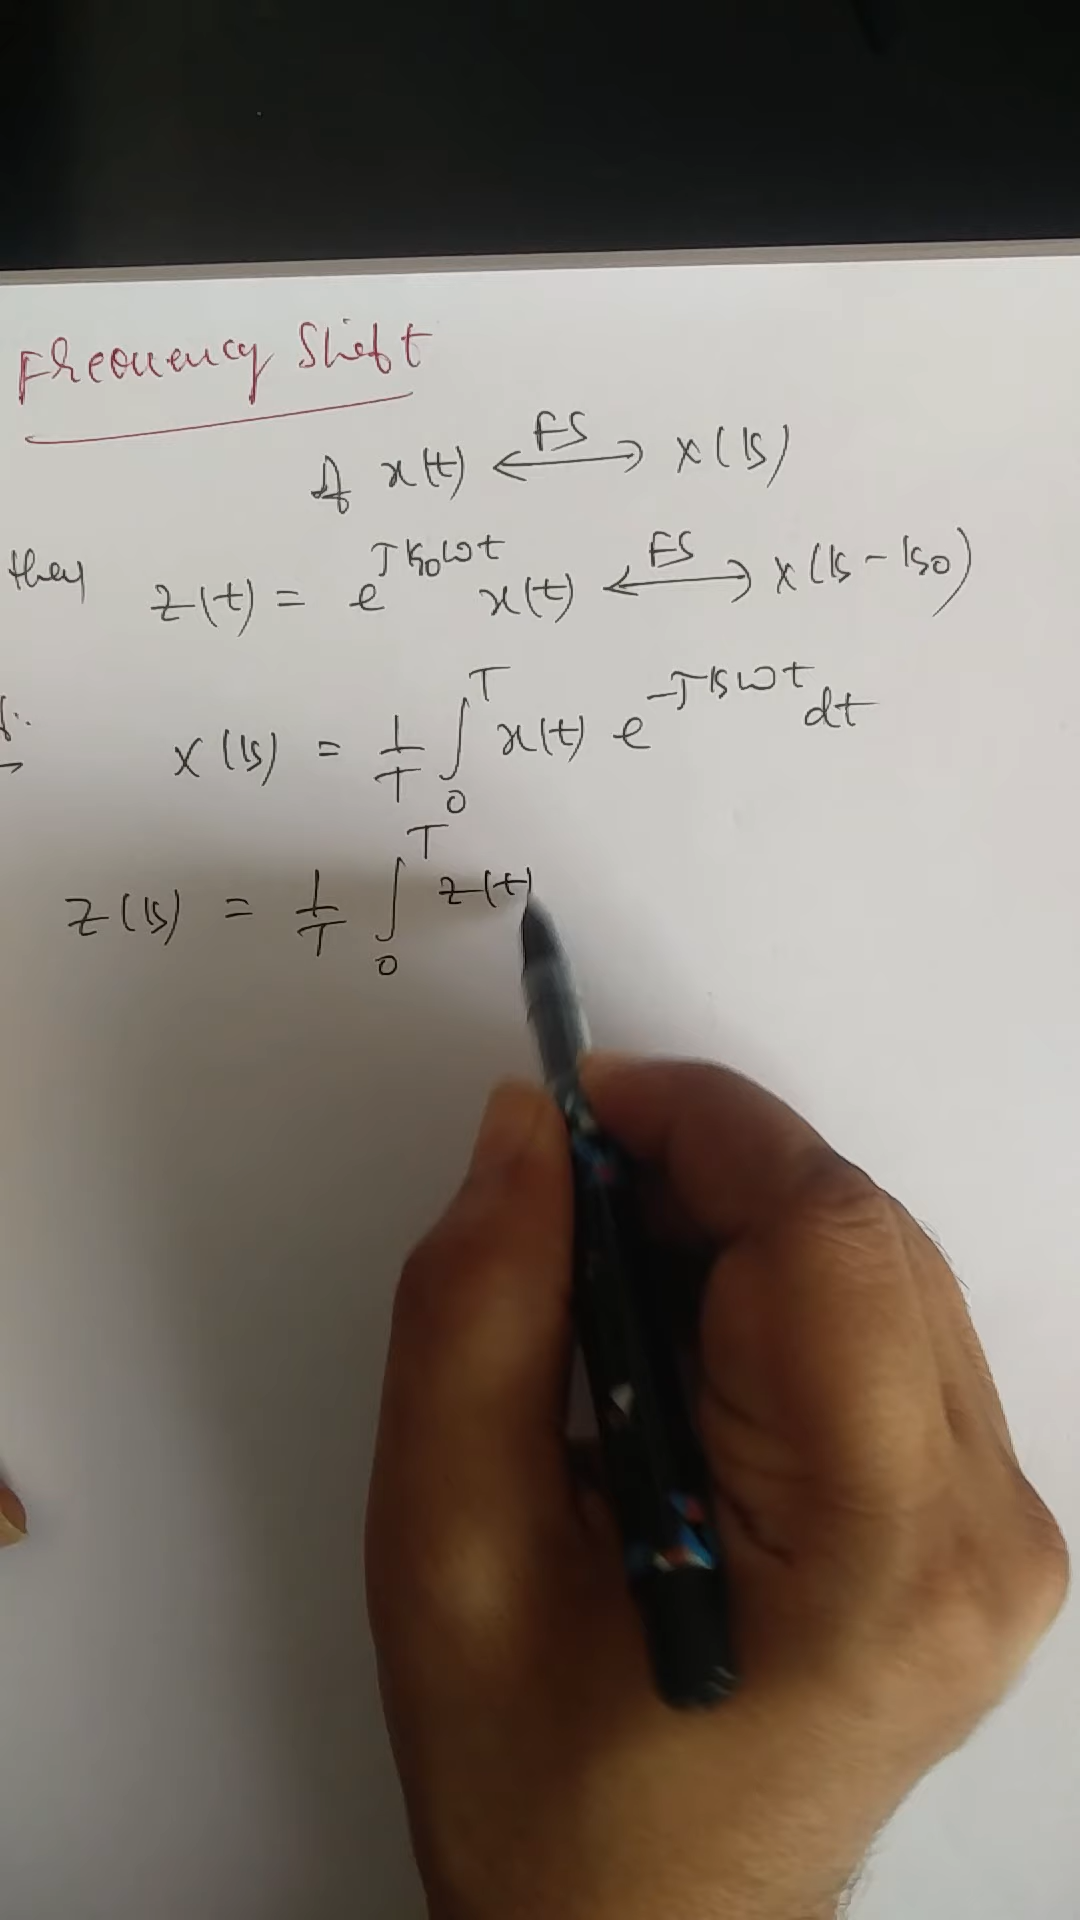 Frequency Shift
If x(t) ⟷FS X(k)
then z(t) = e^{jk₀ωt} x(t) ⟷FS X(k-k₀)
X(k) = 1/T ∫₀^T x(t) e^{-jkωt} dt
Z(k) = 1/T ∫₀^T z(t)